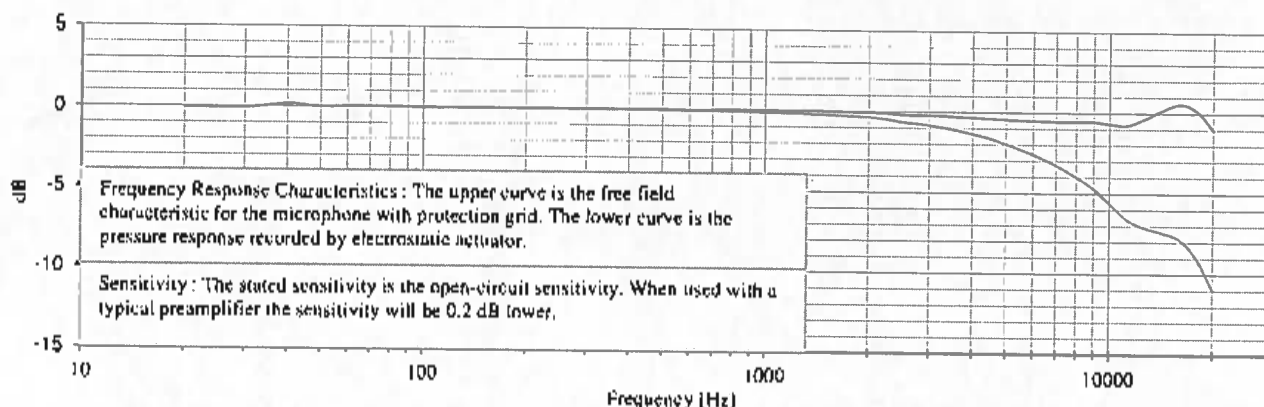 5
0
-5
-10
-15
dB
Frequency Response Characteristics : The upper curve is the free field
characteristic for the microphone with protection grid. The lower curve is the
pressure response recorded by electrostatic actuator.
Sensitivity : The stated sensitivity is the open-circuit sensitivity. When used with a
typical preamplifier the sensitivity will be 0.2 dB lower.
10
100
1000
10000
Frequency [Hz]